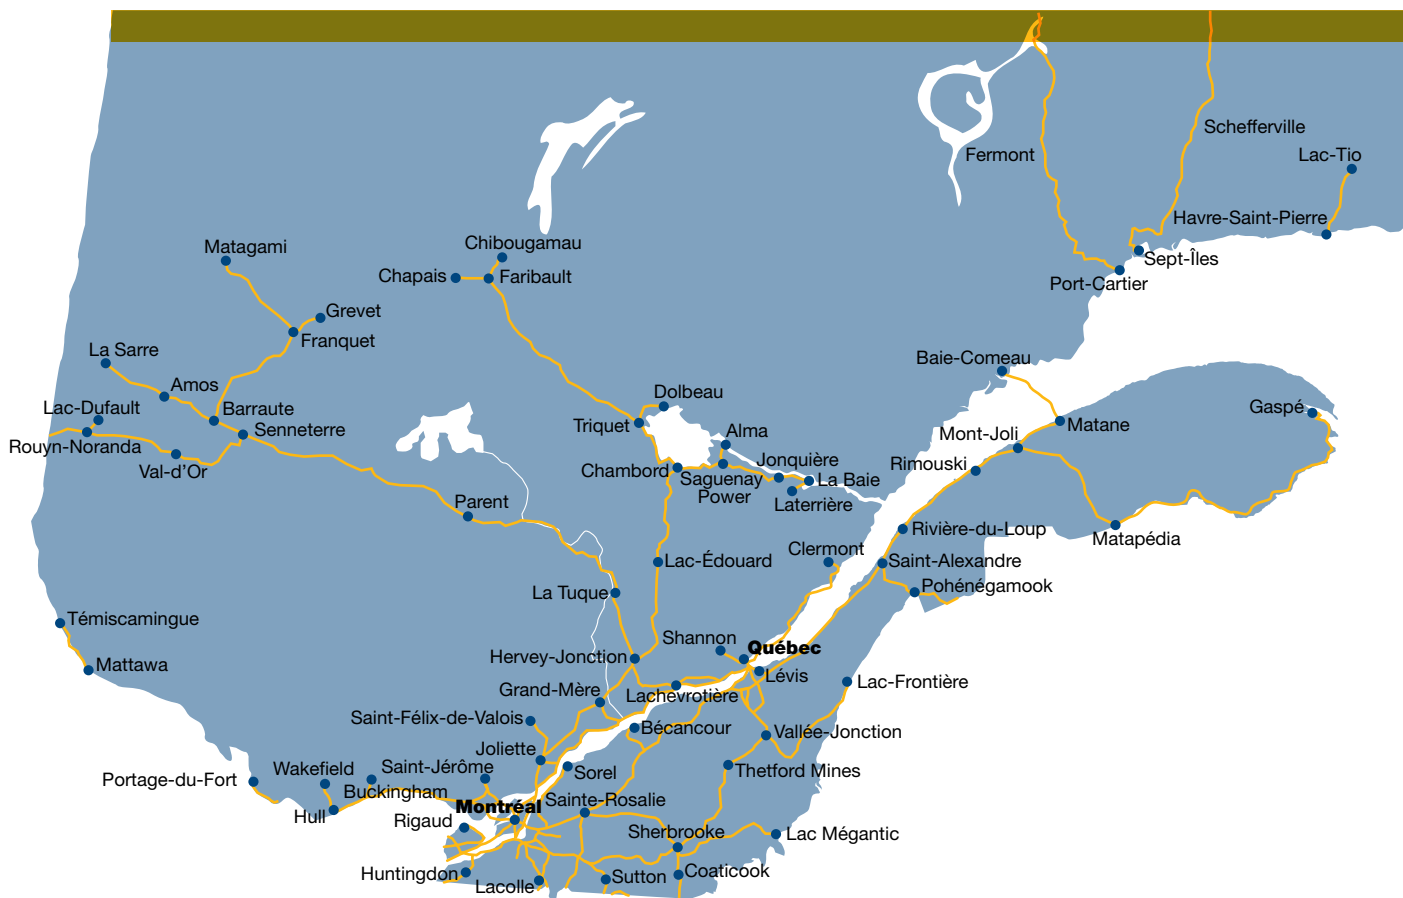 Schefferville
Fermont
Lac-Tio
Havre-Saint-Pierre
Matagami
Chibougamau
Sept-Îles
Chapais
Faribault
Port-Cartier
Grevet
Franquet
La Sarre
Baie-Comeau
Amos
Dolbeau
Lac-Dufault
Barraute
Gaspé
Triquet
Matane
Senneterre
Alma
Mont-Joli
Rouyn-Noranda
Jonquière
Rimouski
Val-d’Or
Chambord
Saguenay
Power
La Baie
Parent
Laterrière
Rivière-du-Loup
Matapédia
Clermont
Lac-Édouard
Saint-Alexandre
La Tuque
Pohénégamook
Témiscamingue
Shannon
Québec
Mattawa
Hervey-Jonction
Lévis
Lac-Frontière
Grand-Mère
Lachevrotière
Saint-Félix-de-Valois
Bécancour
Vallée-Jonction
Joliette
Wakefield
Saint-Jérôme
Sorel
Thetford Mines
Portage-du-Fort
Buckingham
Montréal
Sainte-Rosalie
Hull
Rigaud
Sherbrooke
Lac Mégantic
Huntingdon
Lacolle
Sutton
Coaticook